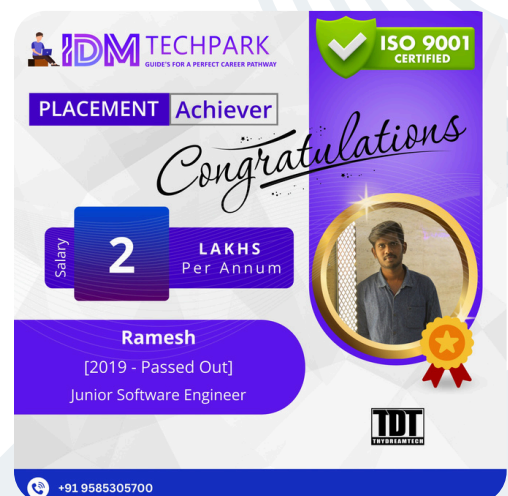 IDM TECHPARK
GUIDE'S FOR A PERFECT CAREER PATHWAY
ISO 9001
CERTIFIED
PLACEMENT Achiever
Congratulations
Salary
2
LAKHS
Per Annum
Ramesh
[2019 - Passed Out]
Junior Software Engineer
TDT
TRYDREAMTECH
+91 9585305700